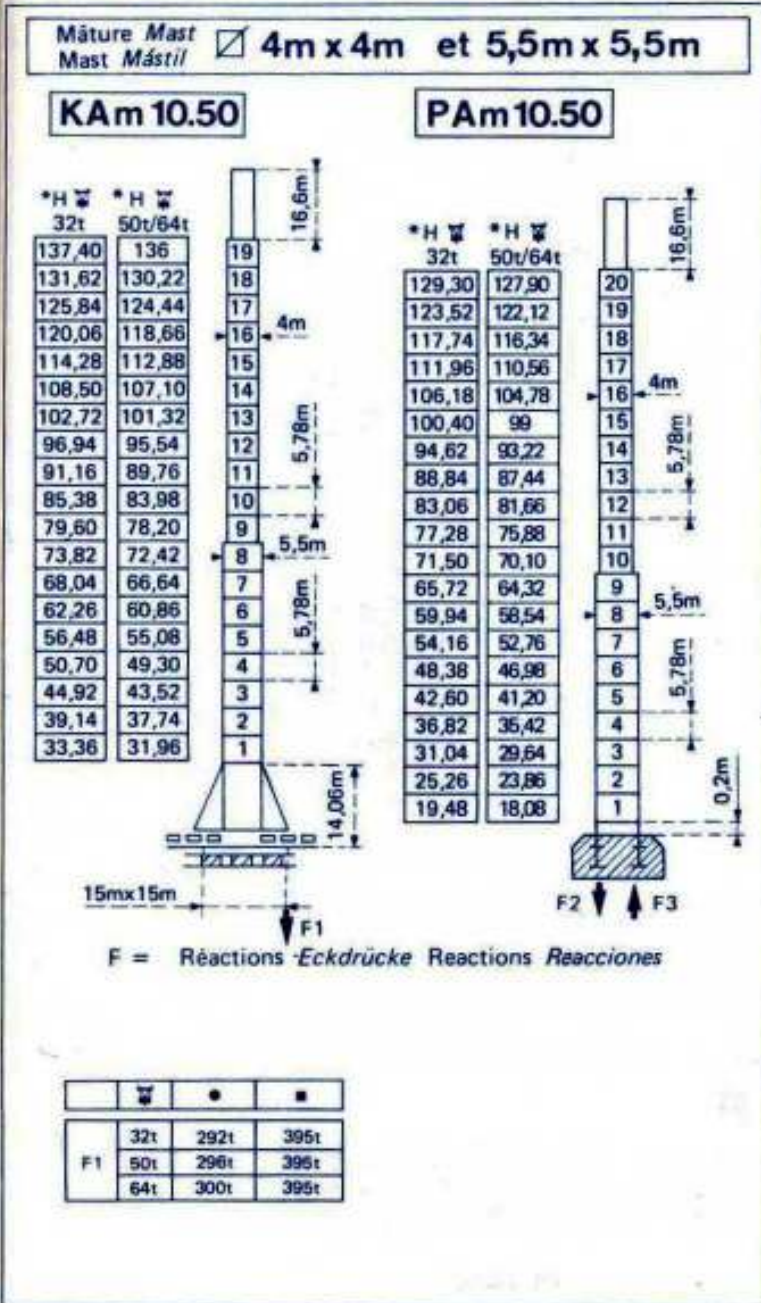 Mâture Mast
Mast Mástil
4m x 4m et 5,5m x 5,5m
KAm 10.50
*H *H
32t 50t/64t
137,40 136 19
131,62 130,22 18
125,84 124,44 17
120,06 118,66 16
114,28 112,88 15
108,50 107,10 14
102,72 101,32 13
96,94 95,54 12
91,16 89,76 11
85,38 83,98 10
79,60 78,20 9
73,82 72,42 8
68,04 66,64 7
62,26 60,86 6
56,48 55,08 5
50,70 49,30 4
44,92 43,52 3
39,14 37,74 2
33,36 31,96 1
16,6m
4m
5,78m
5,5m
5,78m
14,06m
15mx15m
F1
PAm 10.50
*H *H
32t 50t/64t
129,30 127,90 20
123,52 122,12 19
117,74 116,34 18
111,96 110,56 17
106,18 104,78 16
100,40 99 15
94,62 93,22 14
88,84 87,44 13
83,06 81,66 12
77,28 75,88 11
71,50 70,10 10
65,72 64,32 9
59,94 58,54 8
54,16 52,76 7
48,38 46,98 6
42,60 41,20 5
36,82 35,42 4
31,04 29,64 3
25,26 23,86 2
19,48 18,08 1
16,6m
4m
5,78m
5,5m
5,78m
0,2m
F2 F3
F = Réactions Eckdrücke Reactions Reacciones
F1
32t 292t 395t
50t 296t 395t
64t 300t 395t